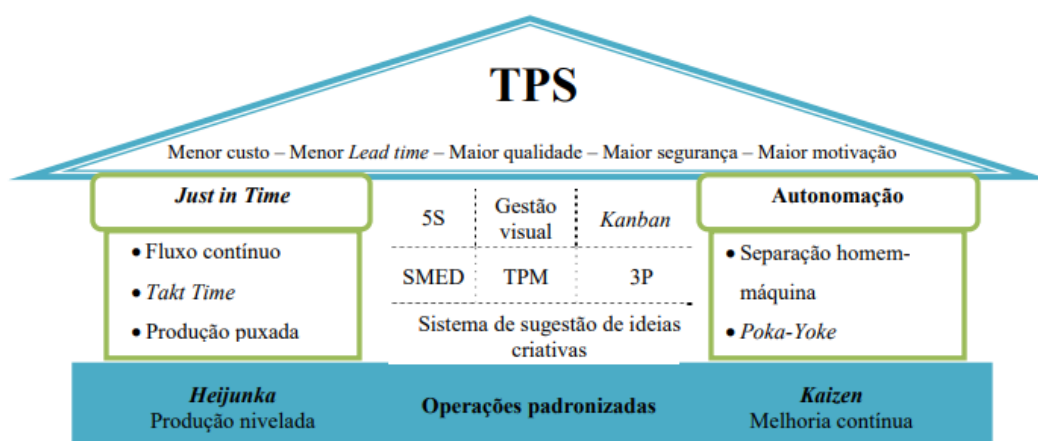 TPS
Menor custo – Menor Lead time – Maior qualidade – Maior segurança – Maior motivação
Just in Time
• Fluxo contínuo
• Takt Time
• Produção puxada
5S
Gestão
visual
Kanban
SMED
TPM
3P
Sistema de sugestão de ideias
criativas
Autonomação
• Separação homem-
máquina
• Poka-Yoke
Heijunka
Produção nivelada
Operações padronizadas
Kaizen
Melhoria contínua